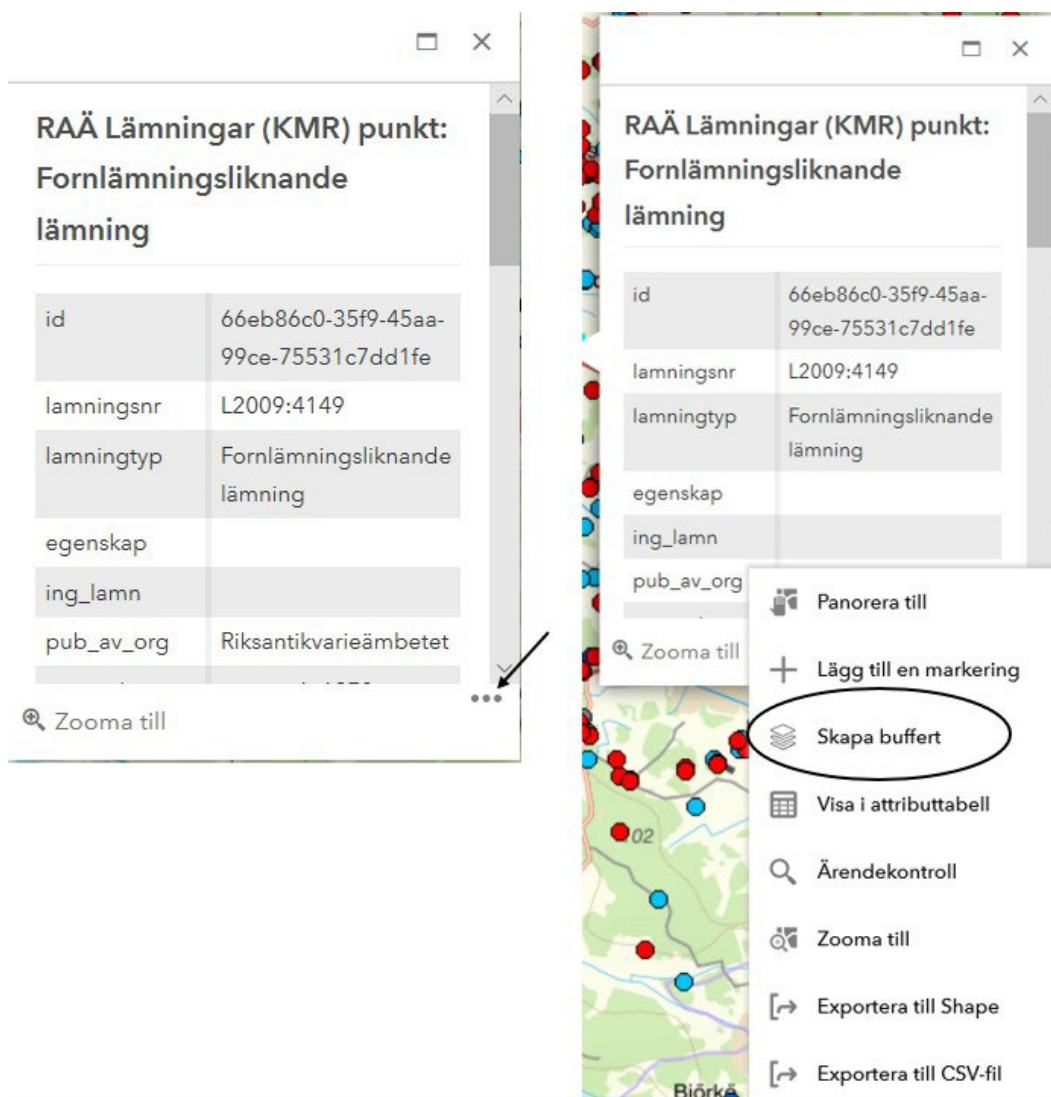 RAÄ Lämningar (KMR) punkt:
Fornlämningsliknande
lämning
id 66eb86c0-35f9-45aa-
99ce-75531c7dd1fe
lamningsnr L2009:4149
lamningtyp Fornlämningsliknande
lämning
egenskap
ing_lamn
pub_av_org Riksantikvarieämbetet
Zooma till
RAÄ Lämningar (KMR) punkt:
Fornlämningsliknande
lämning
id 66eb86c0-35f9-45aa-
99ce-75531c7dd1fe
lamningsnr L2009:4149
lamningtyp Fornlämningsliknande
lämning
egenskap
ing_lamn
pub_av_org
Zooma till
Panorera till
Lägg till en markering
Skapa buffert
Visa i attributtabell
Ärendekontroll
Zooma till
Exportera till Shape
Exportera till CSV-fil
102
Björkö